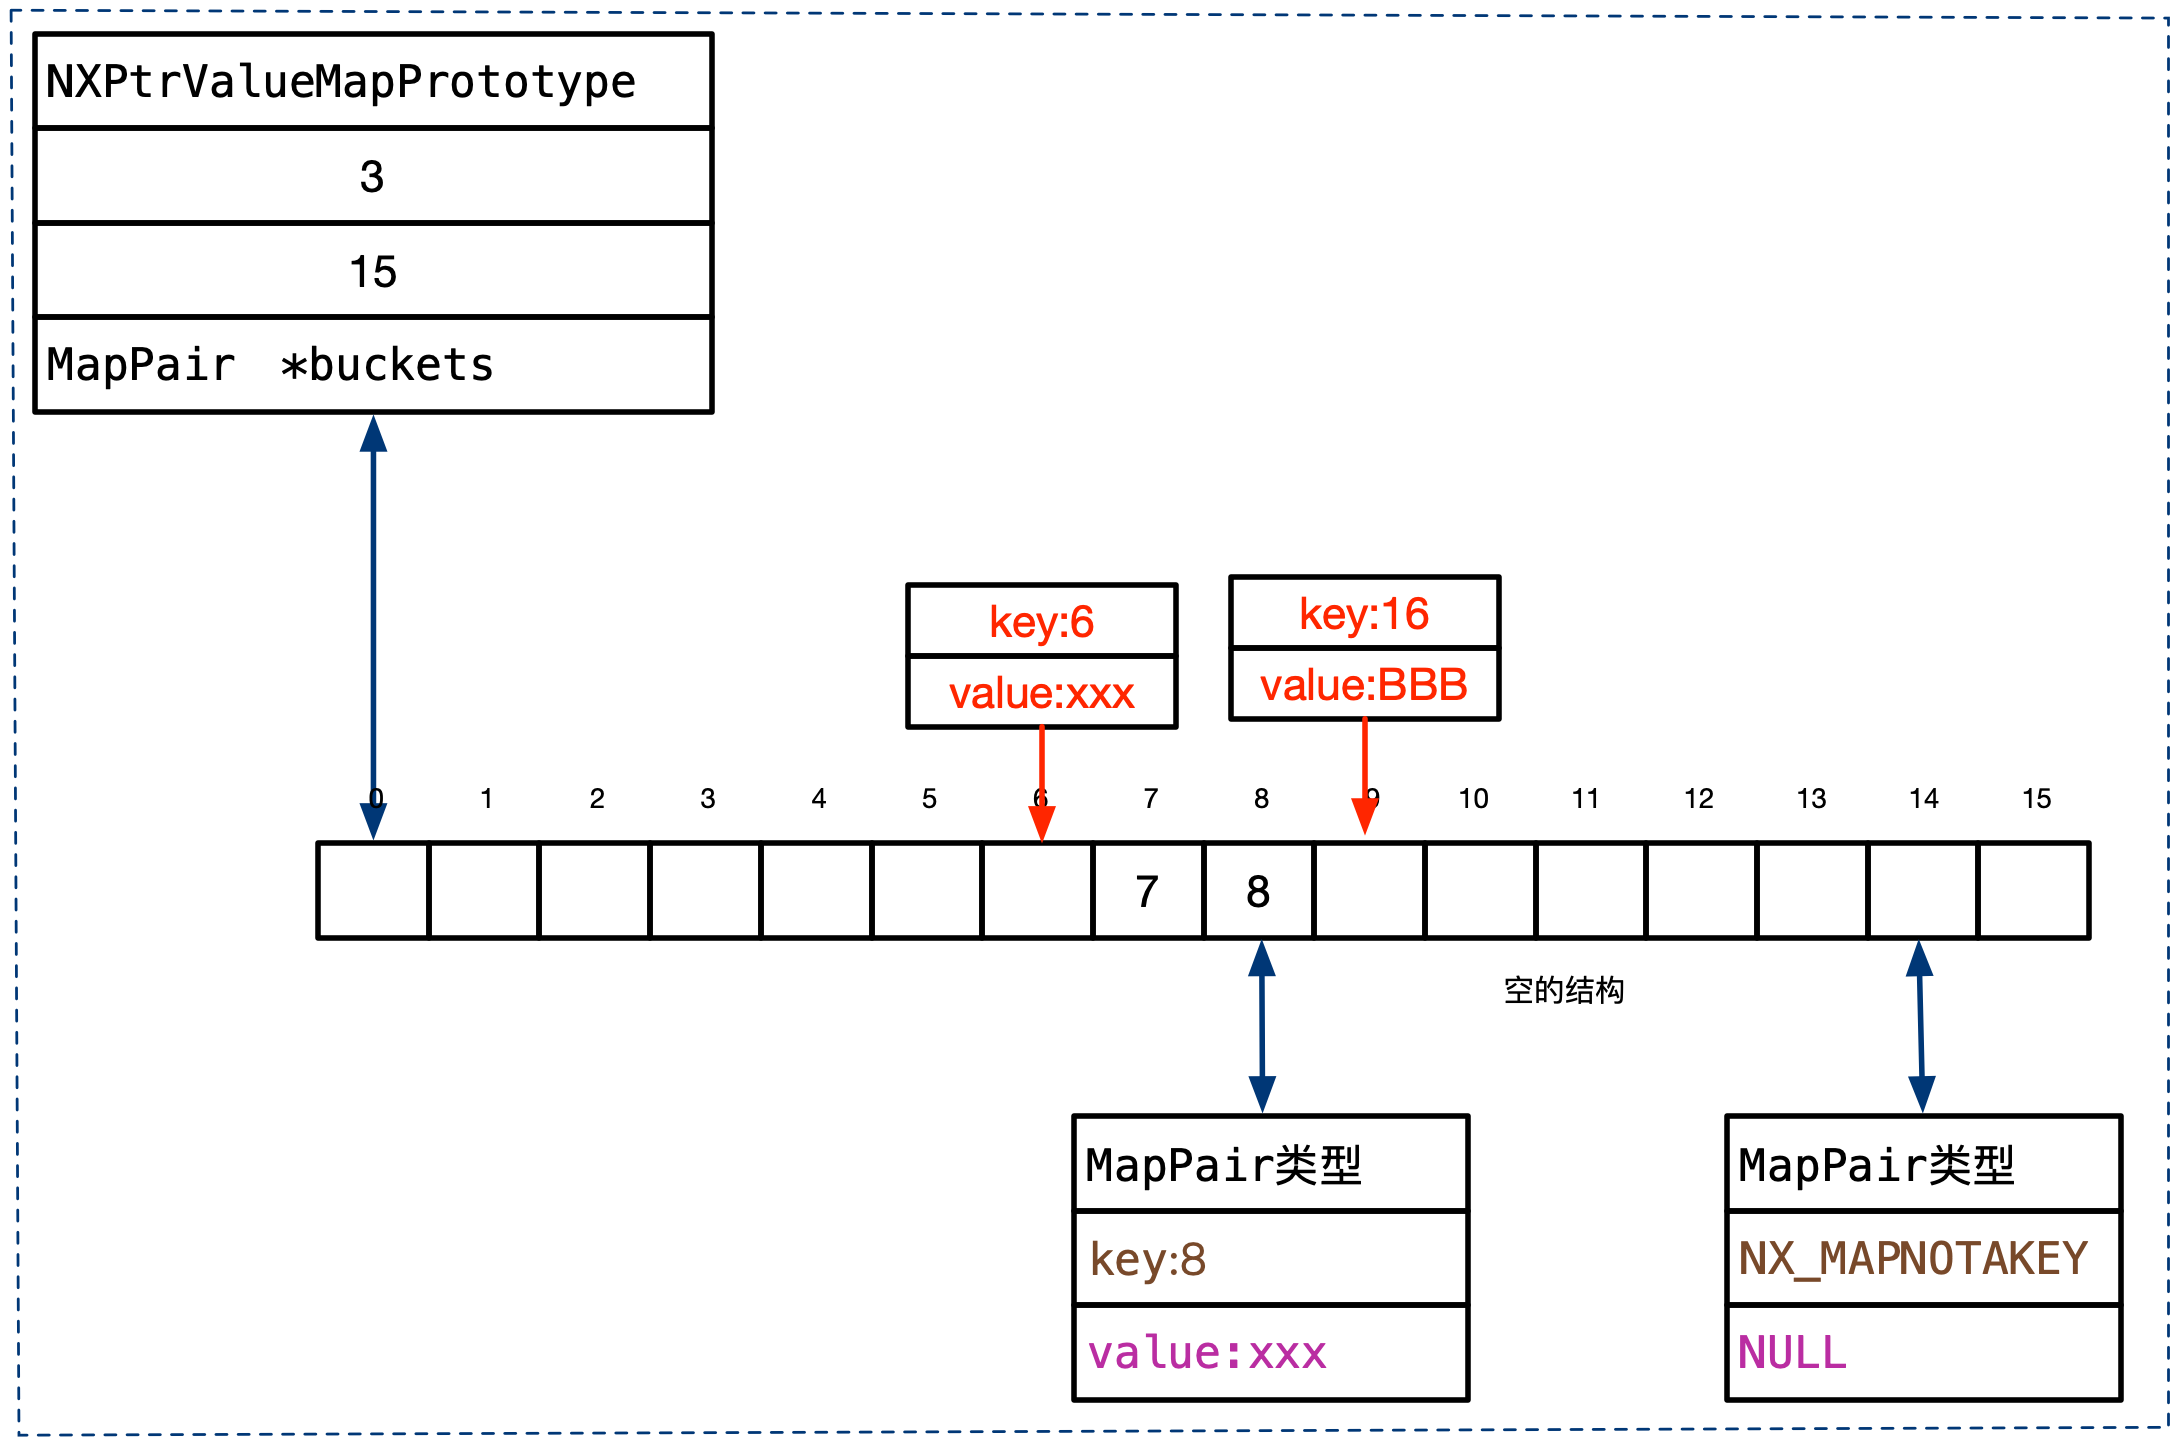 NXPtrValueMapPrototype
3
15
MapPair *buckets
key:6
value:xxx
key:16
value:BBB
0 1 2 3 4 5 6 7 8 9 10 11 12 13 14 15
7 8
空的结构
MapPair类型
key:8
value:xxx
MapPair类型
NX_MAPNOTAKEY
NULL